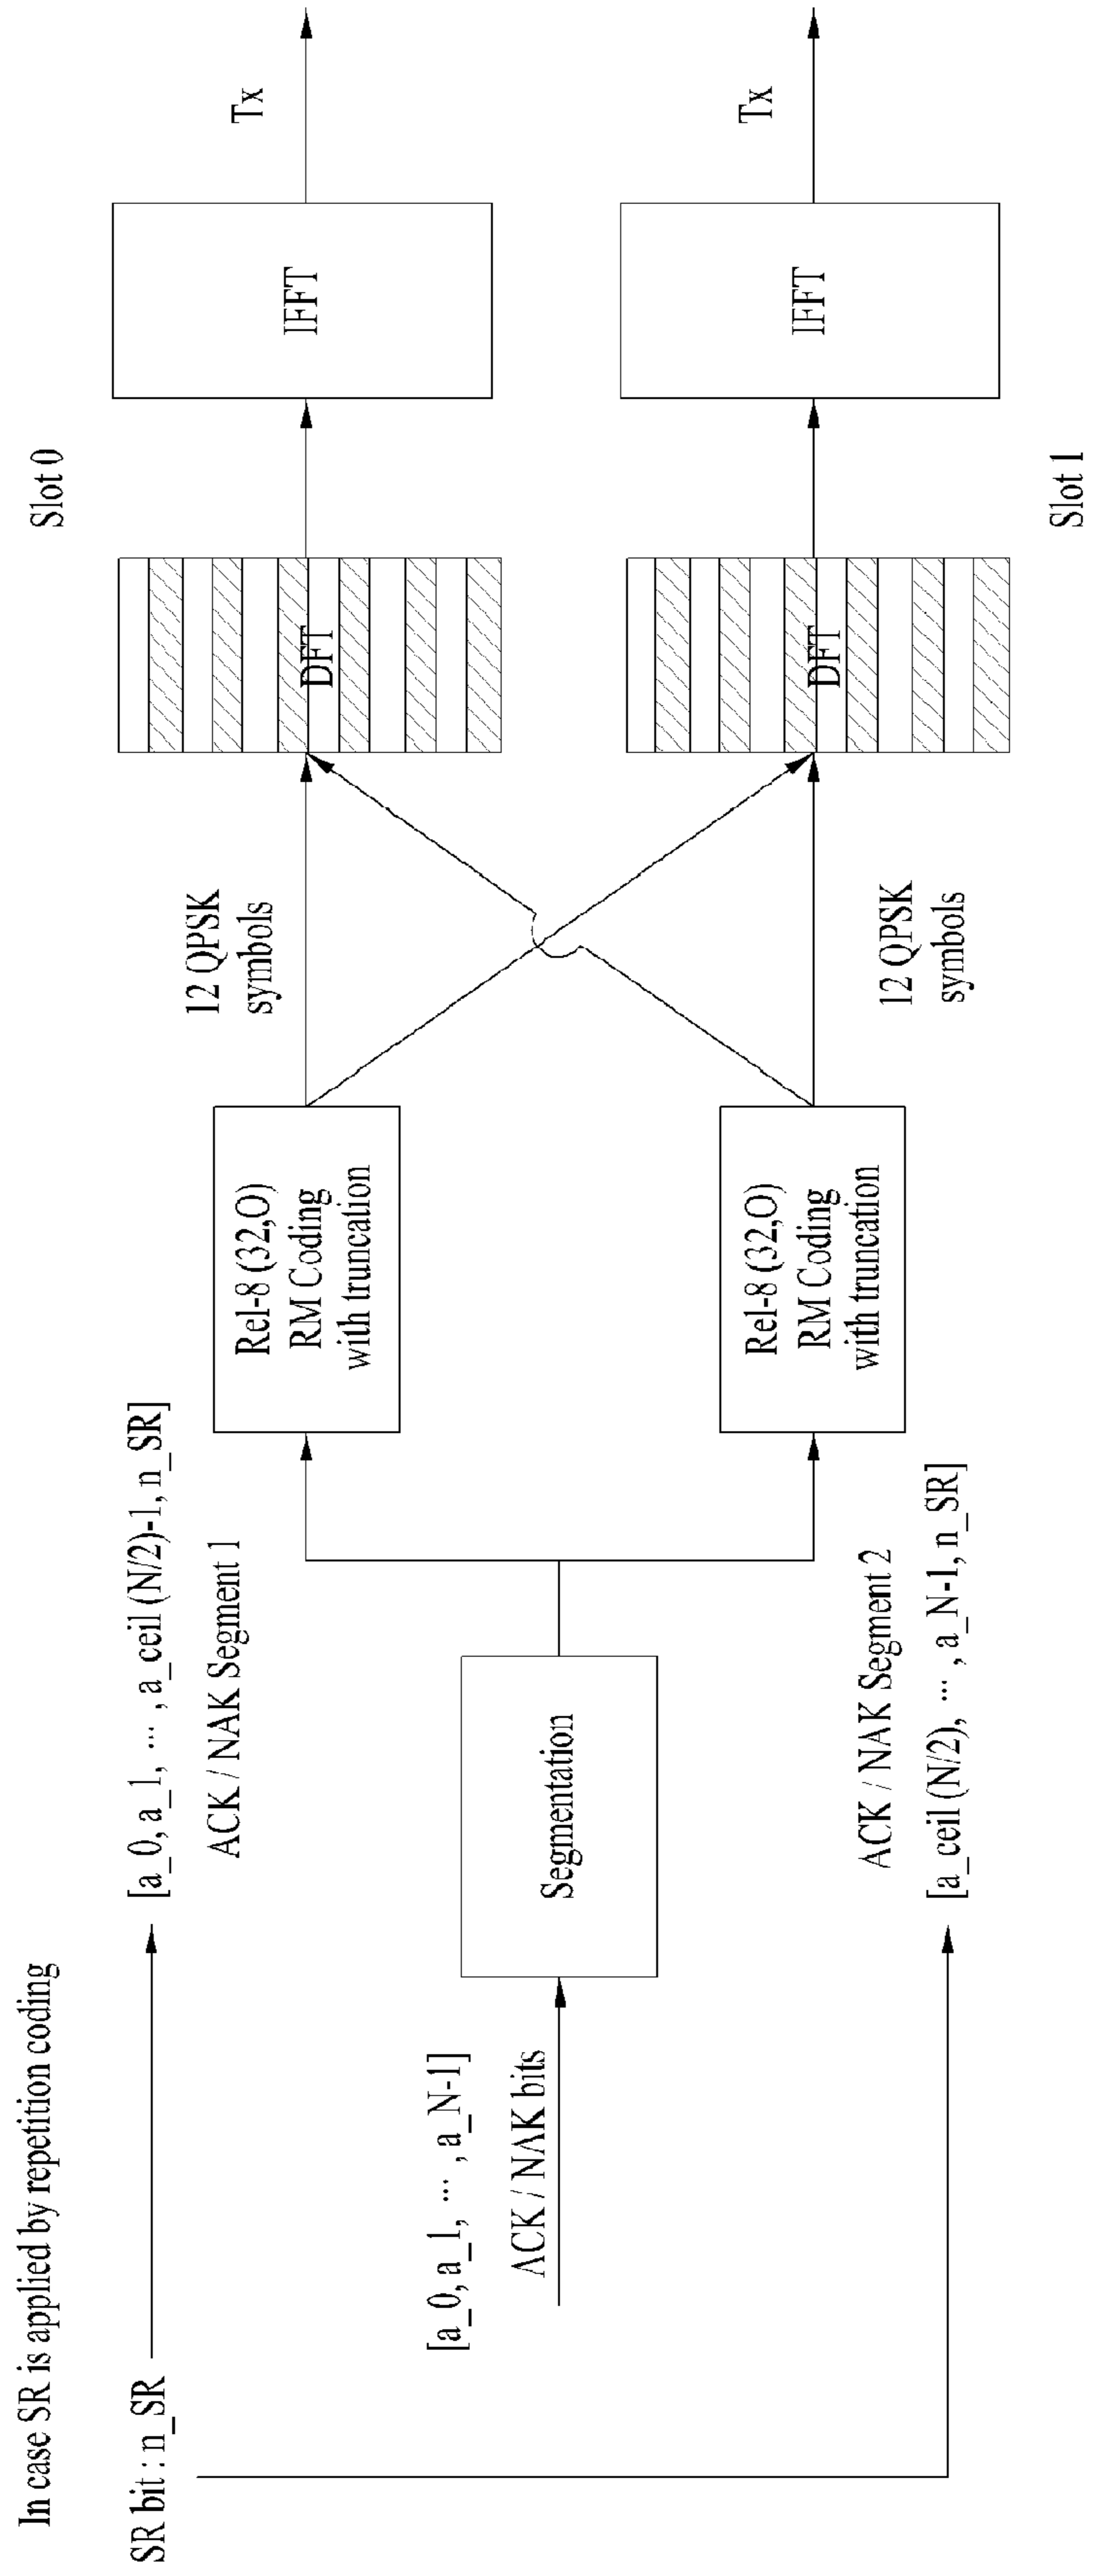 In case SR is applied by repetition coding
SR bit : n_SR
[a_0, a_1, ··· , a_ceil (N/2)-1, n_SR]
ACK / NAK Segment 1
[a_0, a_1, ··· , a_N-1]
ACK / NAK bits
Segmentation
ACK / NAK Segment 2
[a_ceil (N/2), ··· , a_N-1, n_SR]
Rel-8 (32,O)
RM Coding
with truncation
Rel-8 (32,O)
RM Coding
with truncation
12 QPSK
symbols
12 QPSK
symbols
Slot 0
DFT
IFFT
Tx
DFT
IFFT
Tx
Slot 1